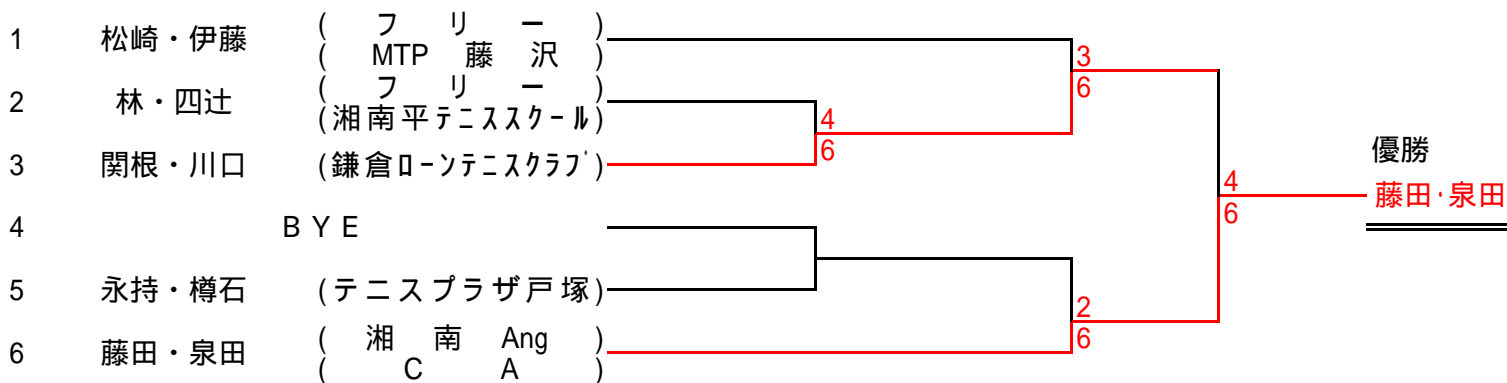 1 松崎・伊藤 ( フ リ ー )
( MTP 藤 沢 )
2 林・四辻 ( フ リ ー )
(湘南平テニススクール)
3 関根・川口 (鎌倉ローンテニスクラブ)
4 ＢＹＥ
5 永持・樽石 (テニスプラザ戸塚)
6 藤田・泉田 ( 湘 南 Ang )
( C A )
4
6
3
6
2
6
4
6
優勝
藤田・泉田